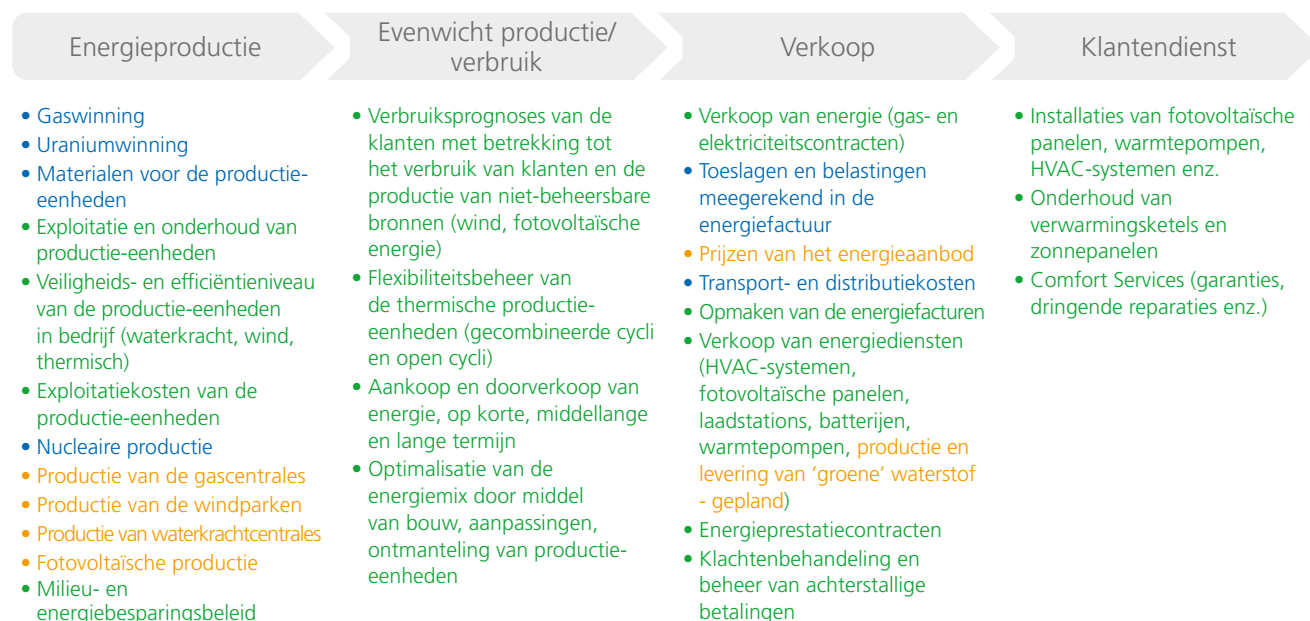 Energieproductie
Evenwicht productie/
verbruik
Verkoop
Klantendienst
• Gaswinning
• Uraniumwinning
• Materialen voor de productie-
eenheden
• Exploitatie en onderhoud van
productie-eenheden
• Veiligheids- en efficiëntieniveau
van de productie-eenheden
in bedrijf (waterkracht, wind,
thermisch)
• Exploitatiekosten van de
productie-eenheden
• Nucleaire productie
• Productie van de gascentrales
• Productie van de windparken
• Productie van waterkrachtcentrales
• Fotovoltaïsche productie
• Milieu- en
energiebesparingsbeleid
• Verbruiksprognoses van de
klanten met betrekking tot
het verbruik van klanten en de
productie van niet-beheersbare
bronnen (wind, fotovoltaïsche
energie)
• Flexibiliteitsbeheer van
de thermische productie-
eenheden (gecombineerde cycli
en open cycli)
• Aankoop en doorverkoop van
energie, op korte, middellange
en lange termijn
• Optimalisatie van de
energiemix door middel
van bouw, aanpassingen,
ontmanteling van productie-
eenheden
• Verkoop van energie (gas- en
elektriciteitscontracten)
• Toeslagen en belastingen
meegerekend in de
energiefactuur
• Prijzen van het energieaanbod
• Transport- en distributiekosten
• Opmaken van de energiefacturen
• Verkoop van energiediensten
(HVAC-systemen,
fotovoltaïsche panelen,
laadstations, batterijen,
warmtepompen, productie en
levering van ‘groene’ waterstof
- gepland)
• Energieprestatiecontracten
• Klachtenbehandeling en
beheer van achterstallige
betalingen
• Installaties van fotovoltaïsche
panelen, warmtepompen,
HVAC-systemen enz.
• Onderhoud van
verwarmingsketels en
zonnepanelen
• Comfort Services (garanties,
dringende reparaties enz.)